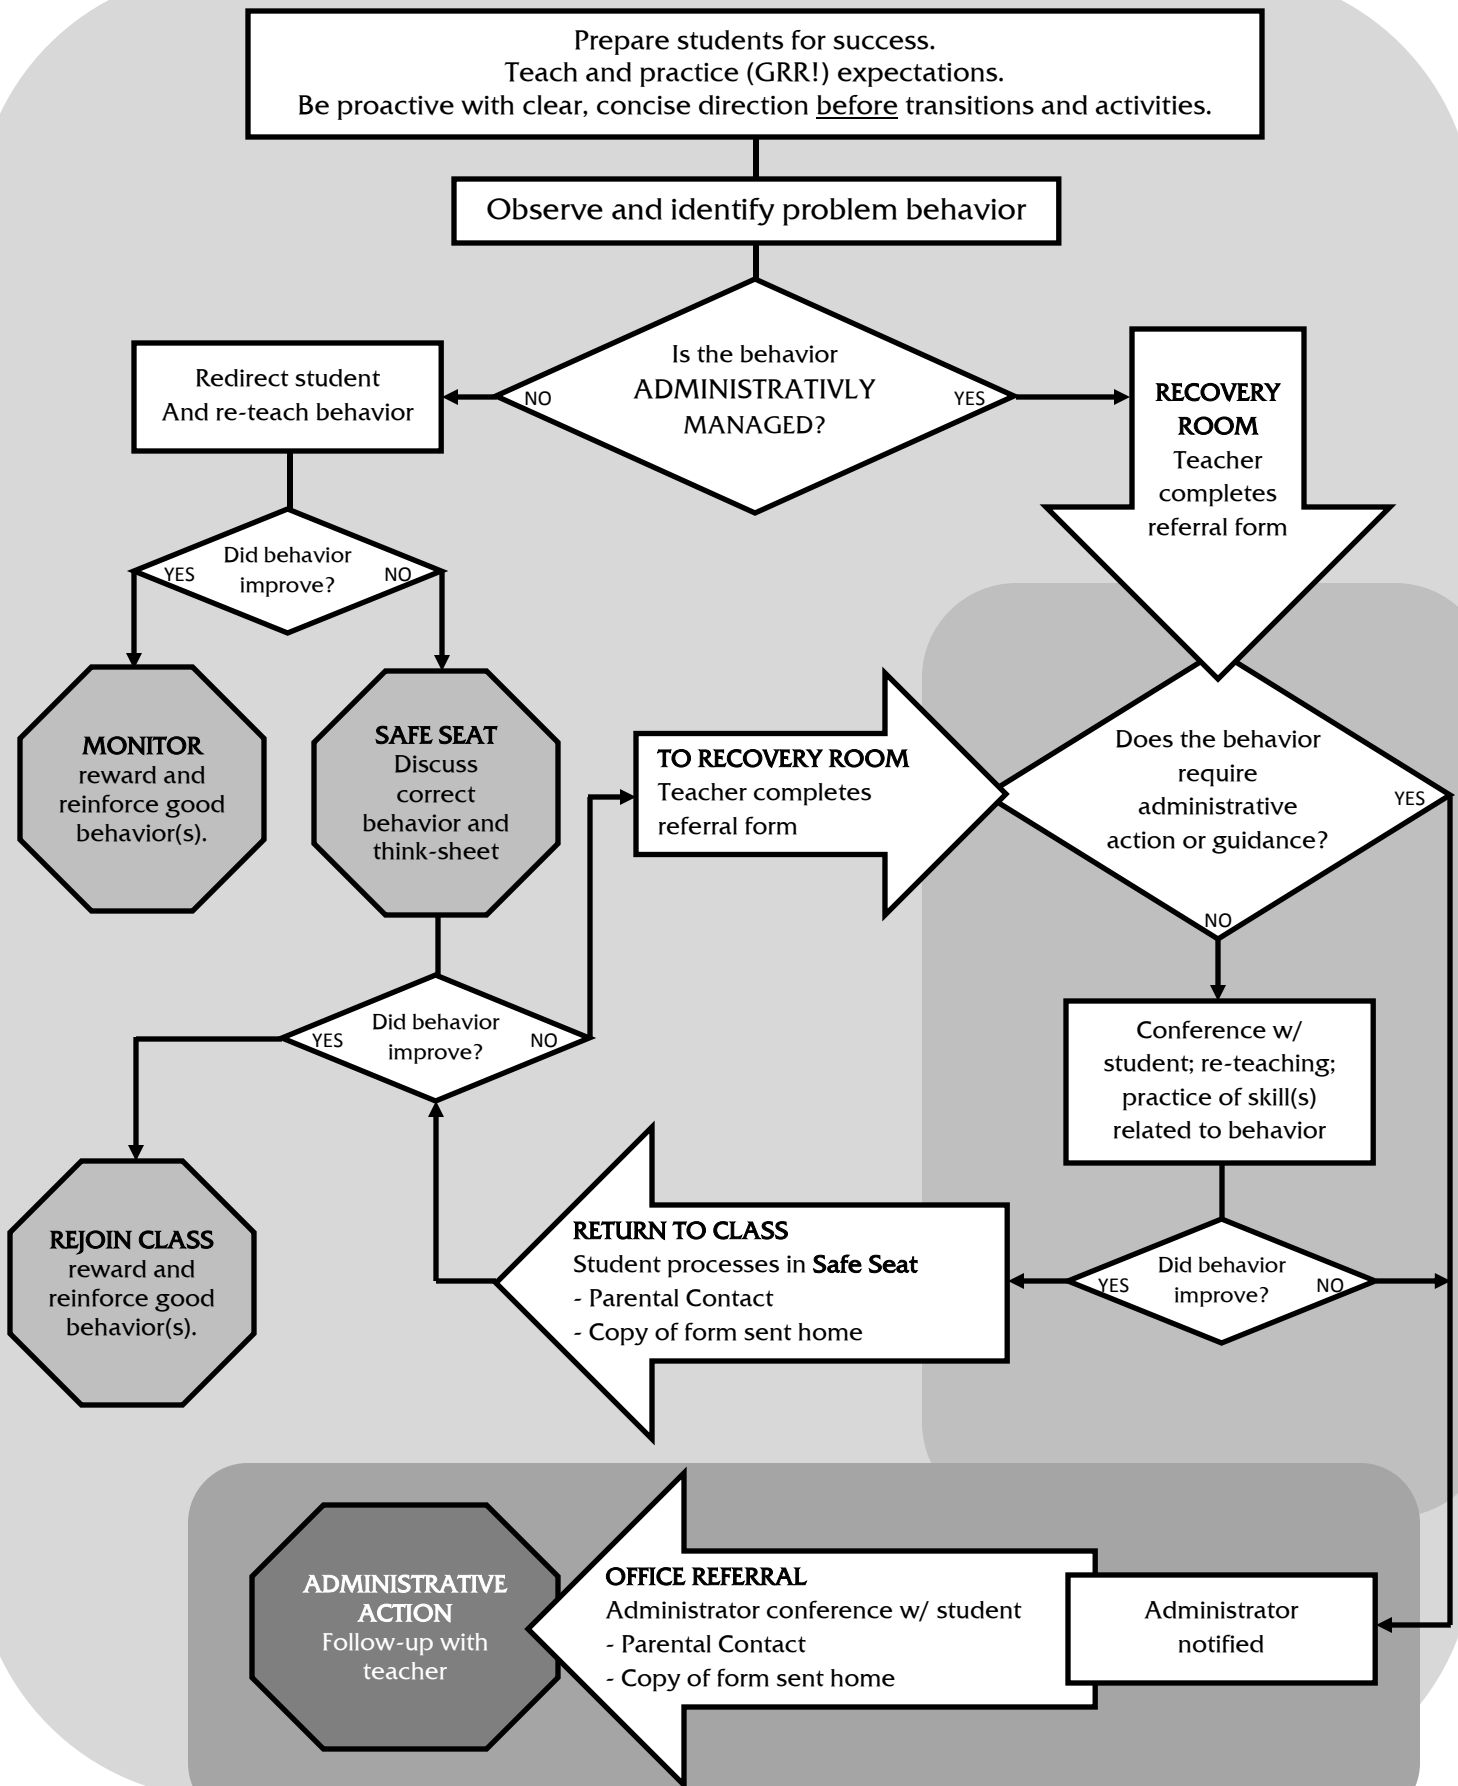 Prepare students for success.
Teach and practice (GRR!) expectations.
Be proactive with clear, concise direction before transitions and activities.
Observe and identify problem behavior
Is the behavior
ADMINISTRATIVLY
MANAGED?
NO
YES
Redirect student
And re-teach behavior
RECOVERY
ROOM
Teacher
completes
referral form
Did behavior
improve?
YES
NO
MONITOR
reward and
reinforce good
behavior(s).
SAFE SEAT
Discuss
correct
behavior and
think-sheet
TO RECOVERY ROOM
Teacher completes
referral form
Does the behavior
require
administrative
action or guidance?
YES
NO
Did behavior
improve?
YES
NO
Conference w/
student; re-teaching;
practice of skill(s)
related to behavior
REJOIN CLASS
reward and
reinforce good
behavior(s).
RETURN TO CLASS
Student processes in Safe Seat
- Parental Contact
- Copy of form sent home
Did behavior
improve?
YES
NO
ADMINISTRATIVE
ACTION
Follow-up with
teacher
OFFICE REFERRAL
Administrator conference w/ student
- Parental Contact
- Copy of form sent home
Administrator
notified